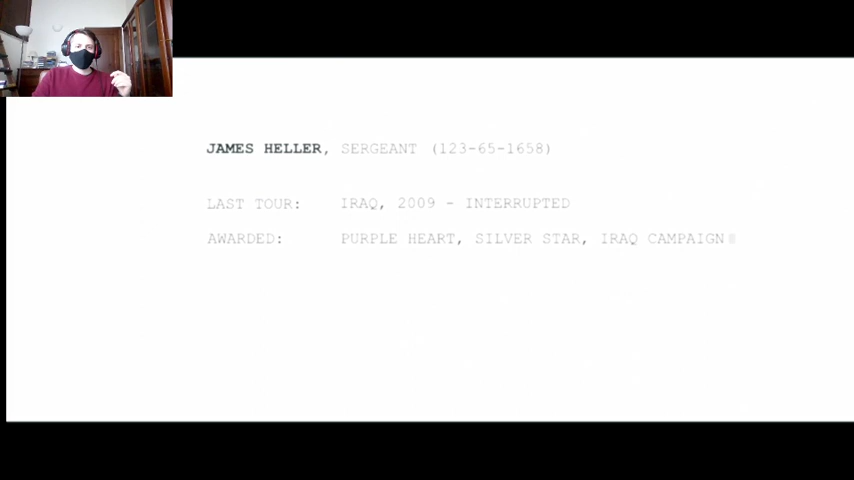 JAMES HELLER, SERGEANT (123-65-1658)
LAST TOUR: IRAQ, 2009 - INTERRUPTED
AWARDED: PURPLE HEART, SILVER STAR, IRAQ CAMPAIGN